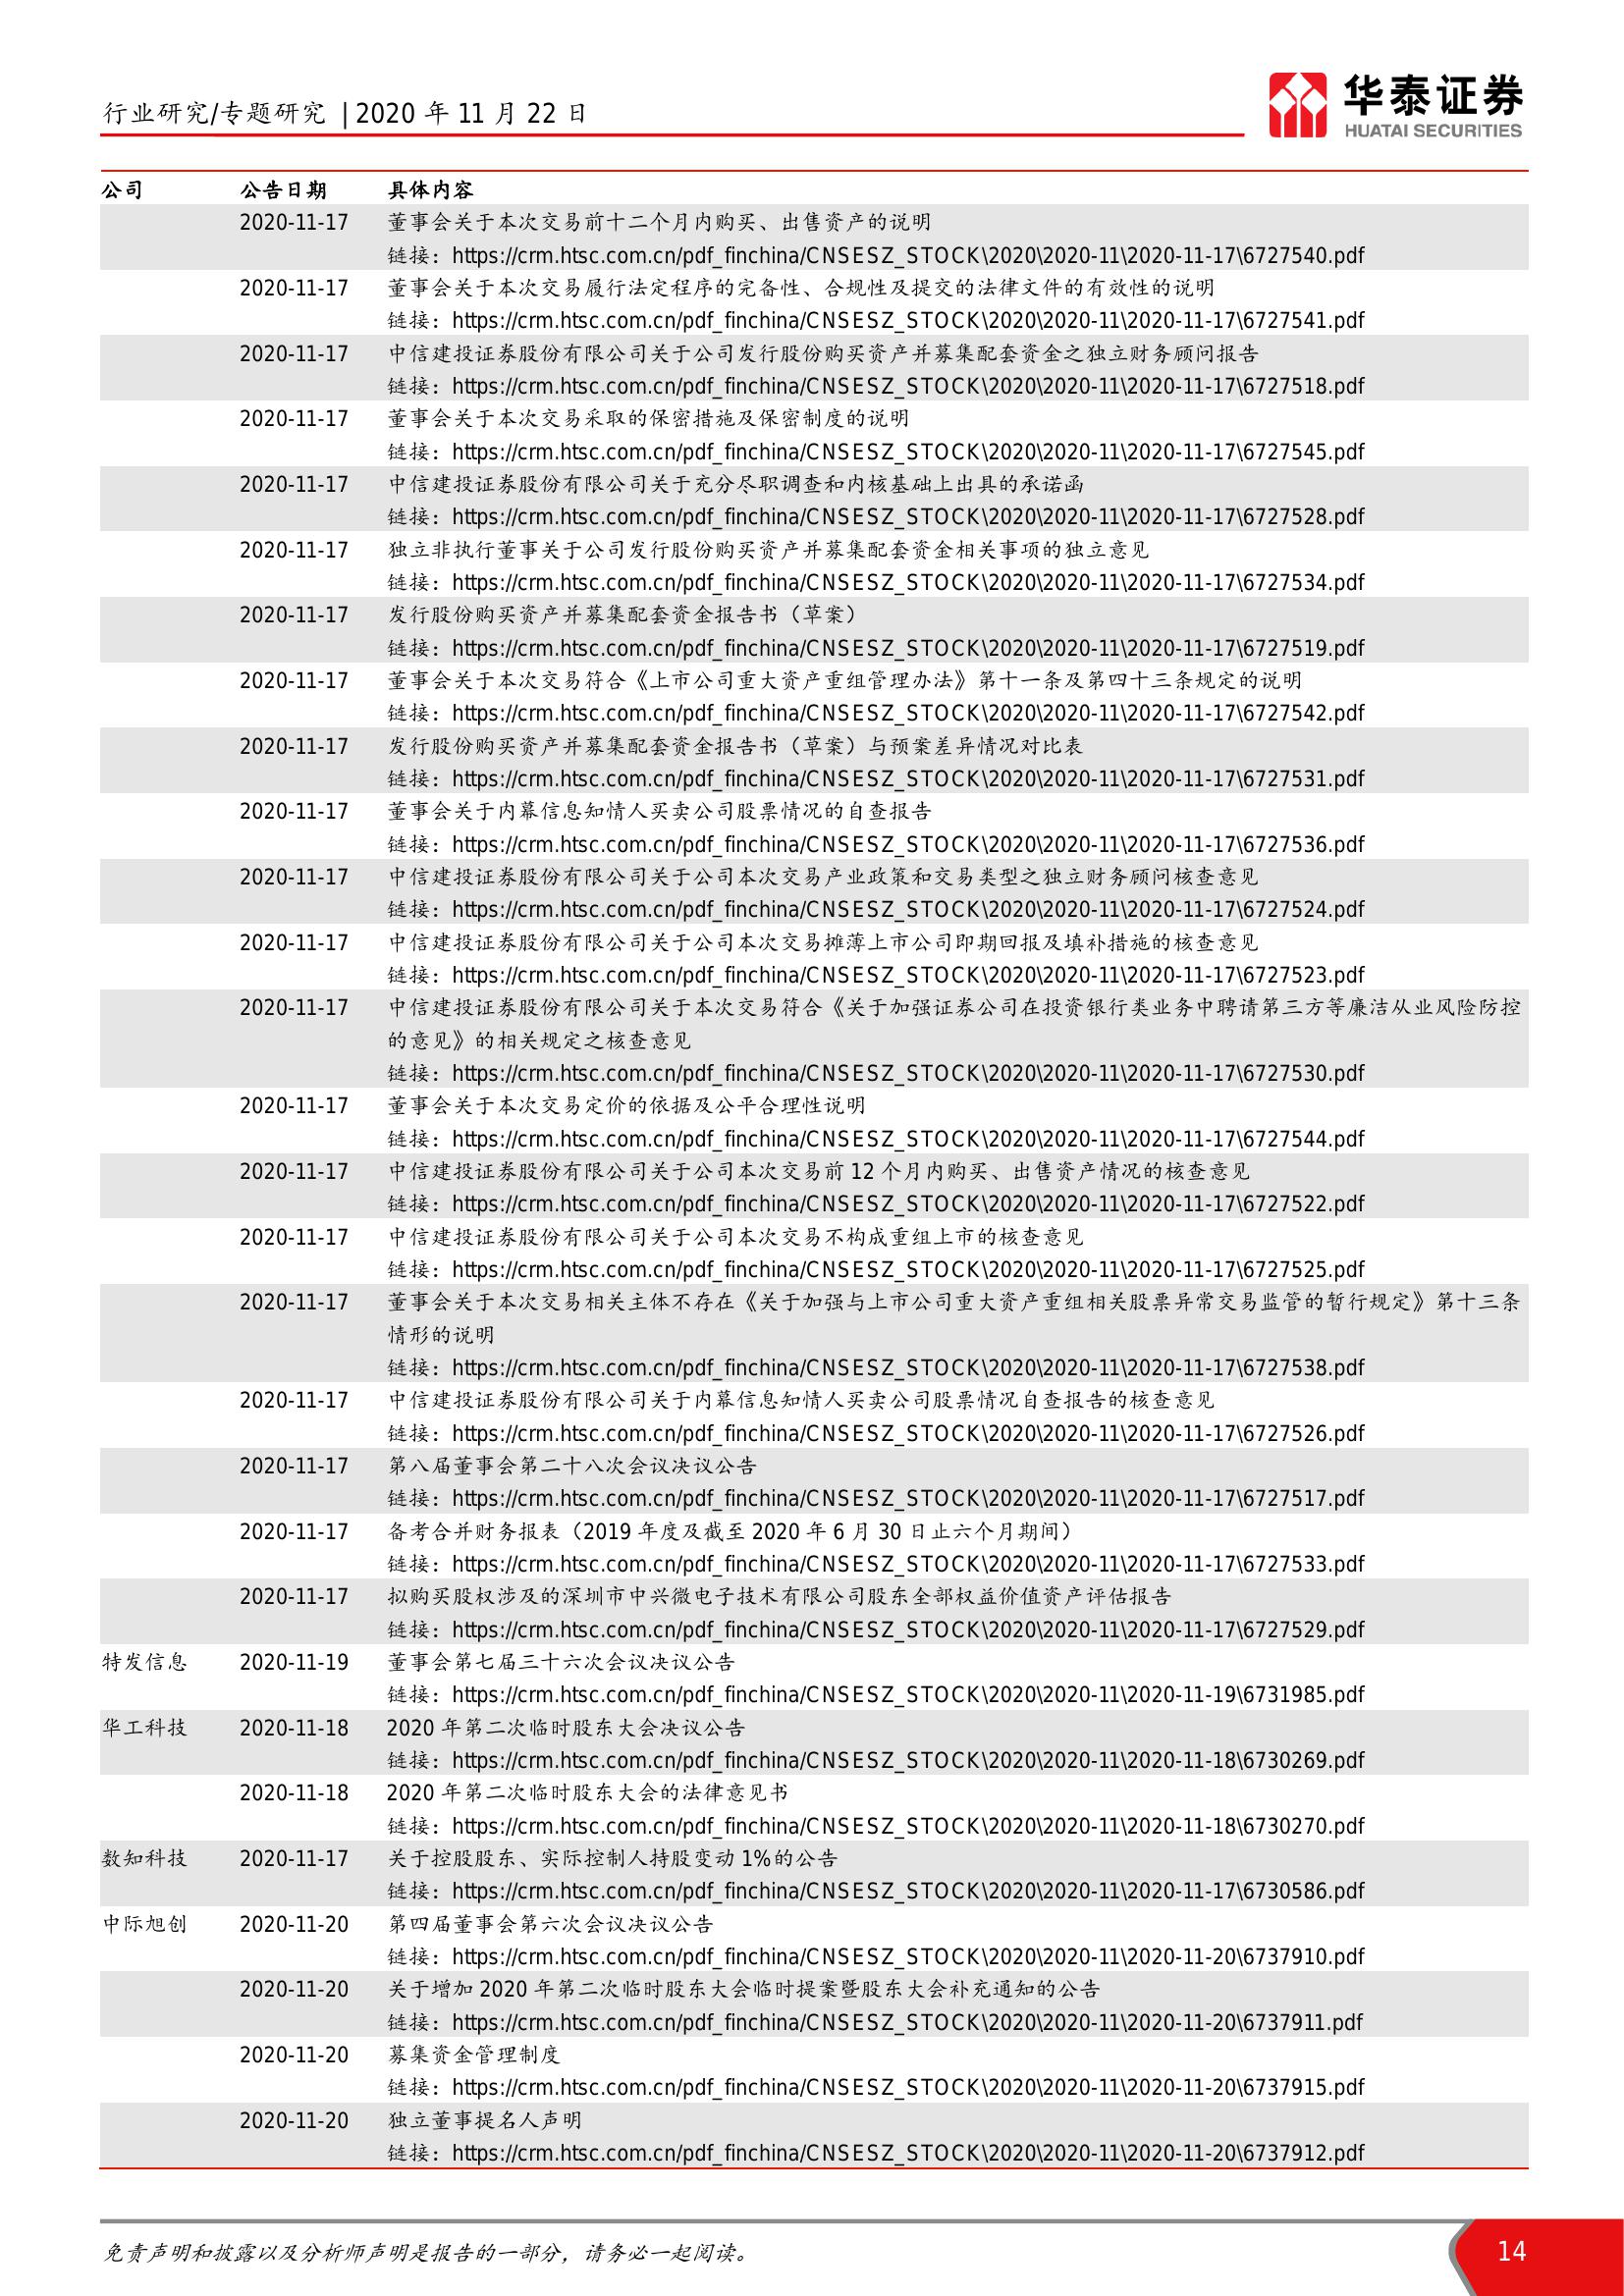 行业研究/专题研究 | 2020 年 11 月 22 日
华泰证券
HUATAI SECURITIES
公司 公告日期 具体内容
2020-11-17 董事会关于本次交易前十二个月内购买、出售资产的说明
链接：https://crm.htsc.com.cn/pdf_finchina/CNSESZ_STOCK\2020\2020-11\2020-11-17\6727540.pdf
2020-11-17 董事会关于本次交易履行法定程序的完备性、合规性及提交的法律文件的有效性的说明
链接：https://crm.htsc.com.cn/pdf_finchina/CNSESZ_STOCK\2020\2020-11\2020-11-17\6727541.pdf
2020-11-17 中信建投证券股份有限公司关于公司发行股份购买资产并募集配套资金之独立财务顾问报告
链接：https://crm.htsc.com.cn/pdf_finchina/CNSESZ_STOCK\2020\2020-11\2020-11-17\6727518.pdf
2020-11-17 董事会关于本次交易采取的保密措施及保密制度的说明
链接：https://crm.htsc.com.cn/pdf_finchina/CNSESZ_STOCK\2020\2020-11\2020-11-17\6727545.pdf
2020-11-17 中信建投证券股份有限公司关于充分尽职调查和内核基础上出具的承诺函
链接：https://crm.htsc.com.cn/pdf_finchina/CNSESZ_STOCK\2020\2020-11\2020-11-17\6727528.pdf
2020-11-17 独立非执行董事关于公司发行股份购买资产并募集配套资金相关事项的独立意见
链接：https://crm.htsc.com.cn/pdf_finchina/CNSESZ_STOCK\2020\2020-11\2020-11-17\6727534.pdf
2020-11-17 发行股份购买资产并募集配套资金报告书（草案）
链接：https://crm.htsc.com.cn/pdf_finchina/CNSESZ_STOCK\2020\2020-11\2020-11-17\6727519.pdf
2020-11-17 董事会关于本次交易符合《上市公司重大资产重组管理办法》第十一条及第四十三条规定的说明
链接：https://crm.htsc.com.cn/pdf_finchina/CNSESZ_STOCK\2020\2020-11\2020-11-17\6727542.pdf
2020-11-17 发行股份购买资产并募集配套资金报告书（草案）与预案差异情况对比表
链接：https://crm.htsc.com.cn/pdf_finchina/CNSESZ_STOCK\2020\2020-11\2020-11-17\6727531.pdf
2020-11-17 董事会关于内幕信息知情人买卖公司股票情况的自查报告
链接：https://crm.htsc.com.cn/pdf_finchina/CNSESZ_STOCK\2020\2020-11\2020-11-17\6727536.pdf
2020-11-17 中信建投证券股份有限公司关于公司本次交易产业政策和交易类型之独立财务顾问核查意见
链接：https://crm.htsc.com.cn/pdf_finchina/CNSESZ_STOCK\2020\2020-11\2020-11-17\6727524.pdf
2020-11-17 中信建投证券股份有限公司关于公司本次交易摊薄上市公司即期回报及填补措施的核查意见
链接：https://crm.htsc.com.cn/pdf_finchina/CNSESZ_STOCK\2020\2020-11\2020-11-17\6727523.pdf
2020-11-17 中信建投证券股份有限公司关于本次交易符合《关于加强证券公司在投资银行类业务中聘请第三方等廉洁从业风险防控
的意见》的相关规定之核查意见
链接：https://crm.htsc.com.cn/pdf_finchina/CNSESZ_STOCK\2020\2020-11\2020-11-17\6727530.pdf
2020-11-17 董事会关于本次交易定价的依据及公平合理性说明
链接：https://crm.htsc.com.cn/pdf_finchina/CNSESZ_STOCK\2020\2020-11\2020-11-17\6727544.pdf
2020-11-17 中信建投证券股份有限公司关于公司本次交易前 12 个月内购买、出售资产情况的核查意见
链接：https://crm.htsc.com.cn/pdf_finchina/CNSESZ_STOCK\2020\2020-11\2020-11-17\6727522.pdf
2020-11-17 中信建投证券股份有限公司关于公司本次交易不构成重组上市的核查意见
链接：https://crm.htsc.com.cn/pdf_finchina/CNSESZ_STOCK\2020\2020-11\2020-11-17\6727525.pdf
2020-11-17 董事会关于本次交易相关主体不存在《关于加强与上市公司重大资产重组相关股票异常交易监管的暂行规定》第十三条
情形的说明
链接：https://crm.htsc.com.cn/pdf_finchina/CNSESZ_STOCK\2020\2020-11\2020-11-17\6727538.pdf
2020-11-17 中信建投证券股份有限公司关于内幕信息知情人买卖公司股票情况自查报告的核查意见
链接：https://crm.htsc.com.cn/pdf_finchina/CNSESZ_STOCK\2020\2020-11\2020-11-17\6727526.pdf
2020-11-17 第八届董事会第二十八次会议决议公告
链接：https://crm.htsc.com.cn/pdf_finchina/CNSESZ_STOCK\2020\2020-11\2020-11-17\6727517.pdf
2020-11-17 备考合并财务报表（2019 年度及截至 2020 年 6 月 30 日止六个月期间）
链接：https://crm.htsc.com.cn/pdf_finchina/CNSESZ_STOCK\2020\2020-11\2020-11-17\6727533.pdf
2020-11-17 拟购买股权涉及的深圳市中兴微电子技术有限公司股东全部权益价值资产评估报告
链接：https://crm.htsc.com.cn/pdf_finchina/CNSESZ_STOCK\2020\2020-11\2020-11-17\6727529.pdf
特发信息 2020-11-19 董事会第七届三十六次会议决议公告
链接：https://crm.htsc.com.cn/pdf_finchina/CNSESZ_STOCK\2020\2020-11\2020-11-19\6731985.pdf
华工科技 2020-11-18 2020 年第二次临时股东大会决议公告
链接：https://crm.htsc.com.cn/pdf_finchina/CNSESZ_STOCK\2020\2020-11\2020-11-18\6730269.pdf
2020-11-18 2020 年第二次临时股东大会的法律意见书
链接：https://crm.htsc.com.cn/pdf_finchina/CNSESZ_STOCK\2020\2020-11\2020-11-18\6730270.pdf
数知科技 2020-11-17 关于控股股东、实际控制人持股变动 1%的公告
链接：https://crm.htsc.com.cn/pdf_finchina/CNSESZ_STOCK\2020\2020-11\2020-11-17\6730586.pdf
中际旭创 2020-11-20 第四届董事会第六次会议决议公告
链接：https://crm.htsc.com.cn/pdf_finchina/CNSESZ_STOCK\2020\2020-11\2020-11-20\6737910.pdf
2020-11-20 关于增加 2020 年第二次临时股东大会临时提案暨股东大会补充通知的公告
链接：https://crm.htsc.com.cn/pdf_finchina/CNSESZ_STOCK\2020\2020-11\2020-11-20\6737911.pdf
2020-11-20 募集资金管理制度
链接：https://crm.htsc.com.cn/pdf_finchina/CNSESZ_STOCK\2020\2020-11\2020-11-20\6737915.pdf
2020-11-20 独立董事提名人声明
链接：https://crm.htsc.com.cn/pdf_finchina/CNSESZ_STOCK\2020\2020-11\2020-11-20\6737912.pdf
免责声明和披露以及分析师声明是报告的一部分，请务必一起阅读。 14